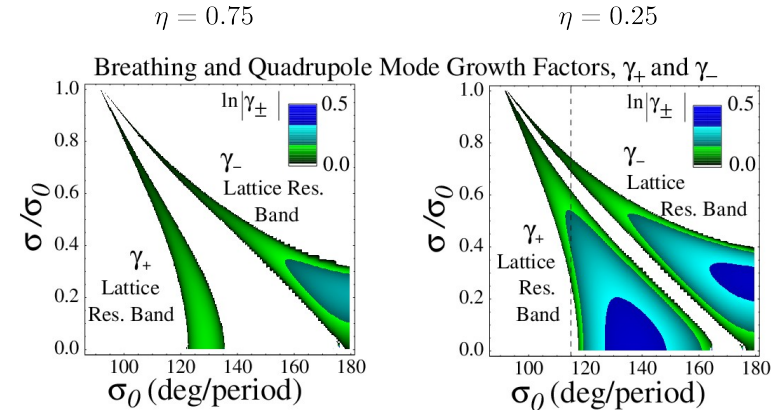 η = 0.75
η = 0.25
Breathing and Quadrupole Mode Growth Factors, γ₊ and γ₋
ln|γ±|
0.5
0.0
γ₋
Lattice Res.
Band
γ₊
Lattice
Res. Band
σ/σ₀
1.0
0.8
0.6
0.4
0.2
0.0
100 120 140 160 180
σ₀ (deg/period)
ln|γ±|
0.5
0.0
γ₋
Lattice
Res. Band
γ₊
Lattice
Res.
Band
σ/σ₀
1.0
0.8
0.6
0.4
0.2
0.0
100 120 140 160 180
σ₀ (deg/period)